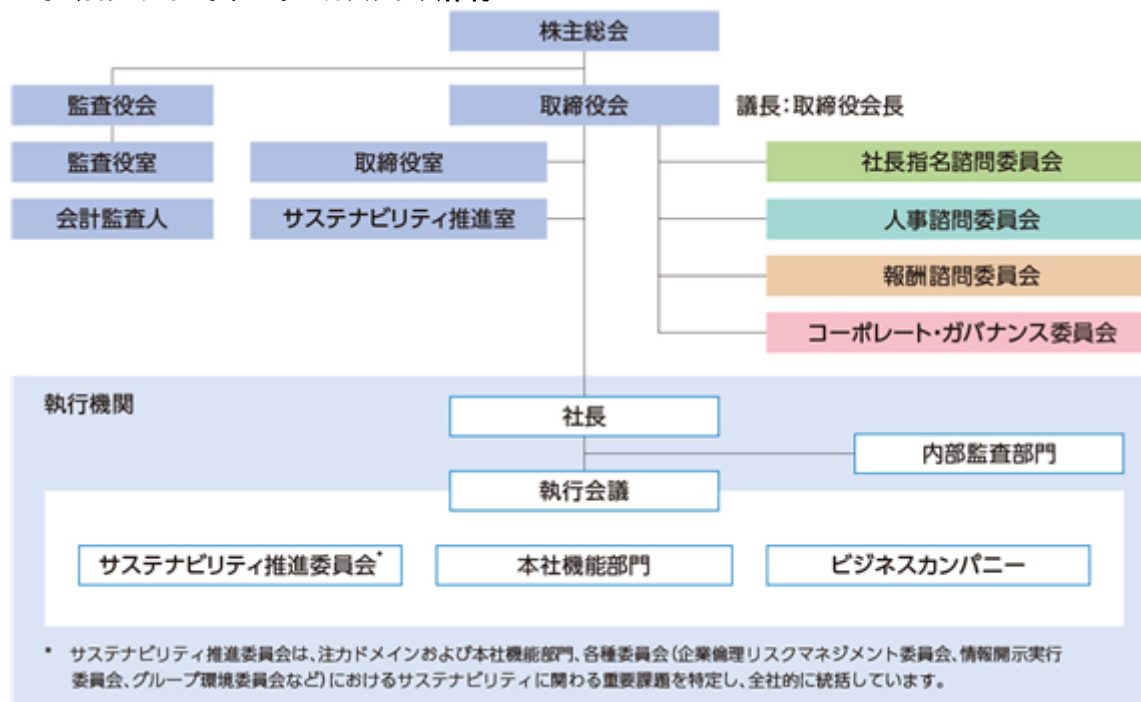 株主総会
監査役会
取締役会
議長：取締役会長
監査役室
取締役室
社長指名諮問委員会
会計監査人
サステナビリティ推進室
人事諮問委員会
報酬諮問委員会
コーポレート・ガバナンス委員会
執行機関
社長
内部監査部門
執行会議
サステナビリティ推進委員会*
本社機能部門
ビジネスカンパニー
* サステナビリティ推進委員会は、注力ドメインおよび本社機能部門、各種委員会（企業倫理リスクマネジメント委員会、情報開示実行
委員会、グループ環境委員会など）におけるサステナビリティに関わる重要課題を特定し、全社的に統括しています。